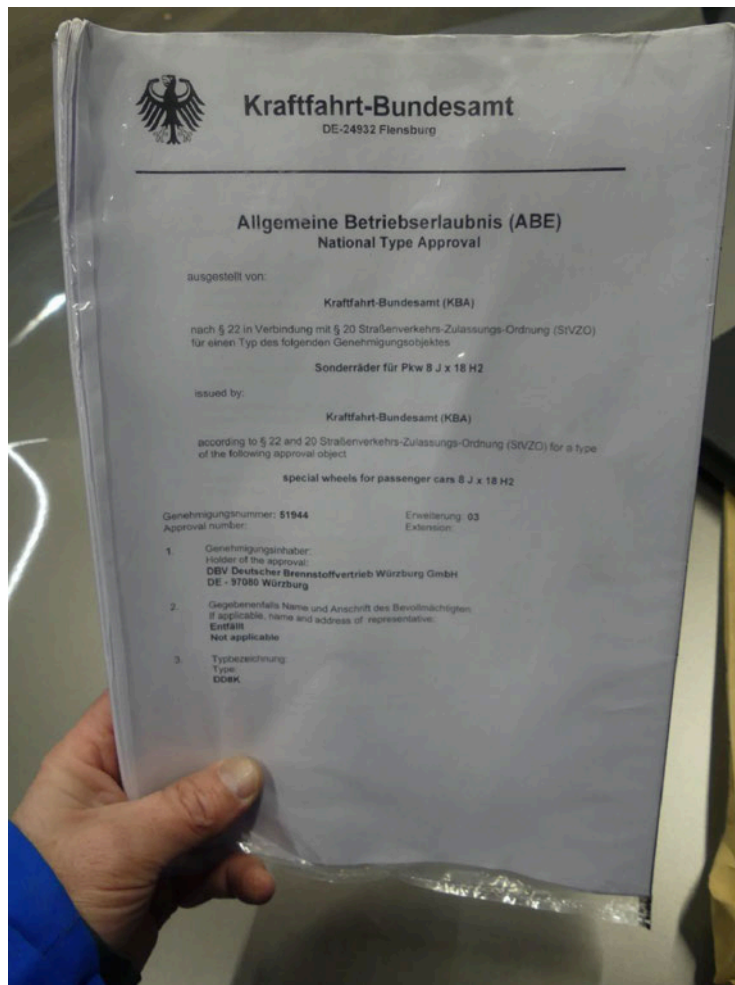 Kraftfahrt-Bundesamt
DE-24932 Flensburg
Allgemeine Betriebserlaubnis (ABE)
National Type Approval
ausgestellt von:
Kraftfahrt-Bundesamt (KBA)
nach § 22 in Verbindung mit § 20 Straßenverkehrs-Zulassungs-Ordnung (StVZO)
für einen Typ des folgenden Genehmigungsobjektes
Sonderräder für Pkw 8 J x 18 H2
issued by:
Kraftfahrt-Bundesamt (KBA)
according to § 22 and 20 Straßenverkehrs-Zulassungs-Ordnung (StVZO) for a type
of the following approval object
special wheels for passenger cars 8 J x 18 H2
Genehmigungsnummer: 51944 Erweiterung: 03
Approval number: Extension:
1. Genehmigungsinhaber:
Holder of the approval:
DBV Deutscher Brennstoffvertrieb Würzburg GmbH
DE - 97080 Würzburg
2. Gegebenenfalls Name und Anschrift des Bevollmächtigten:
If applicable, name and address of representative:
Entfällt
Not applicable
3. Typbezeichnung:
Type:
DD8K